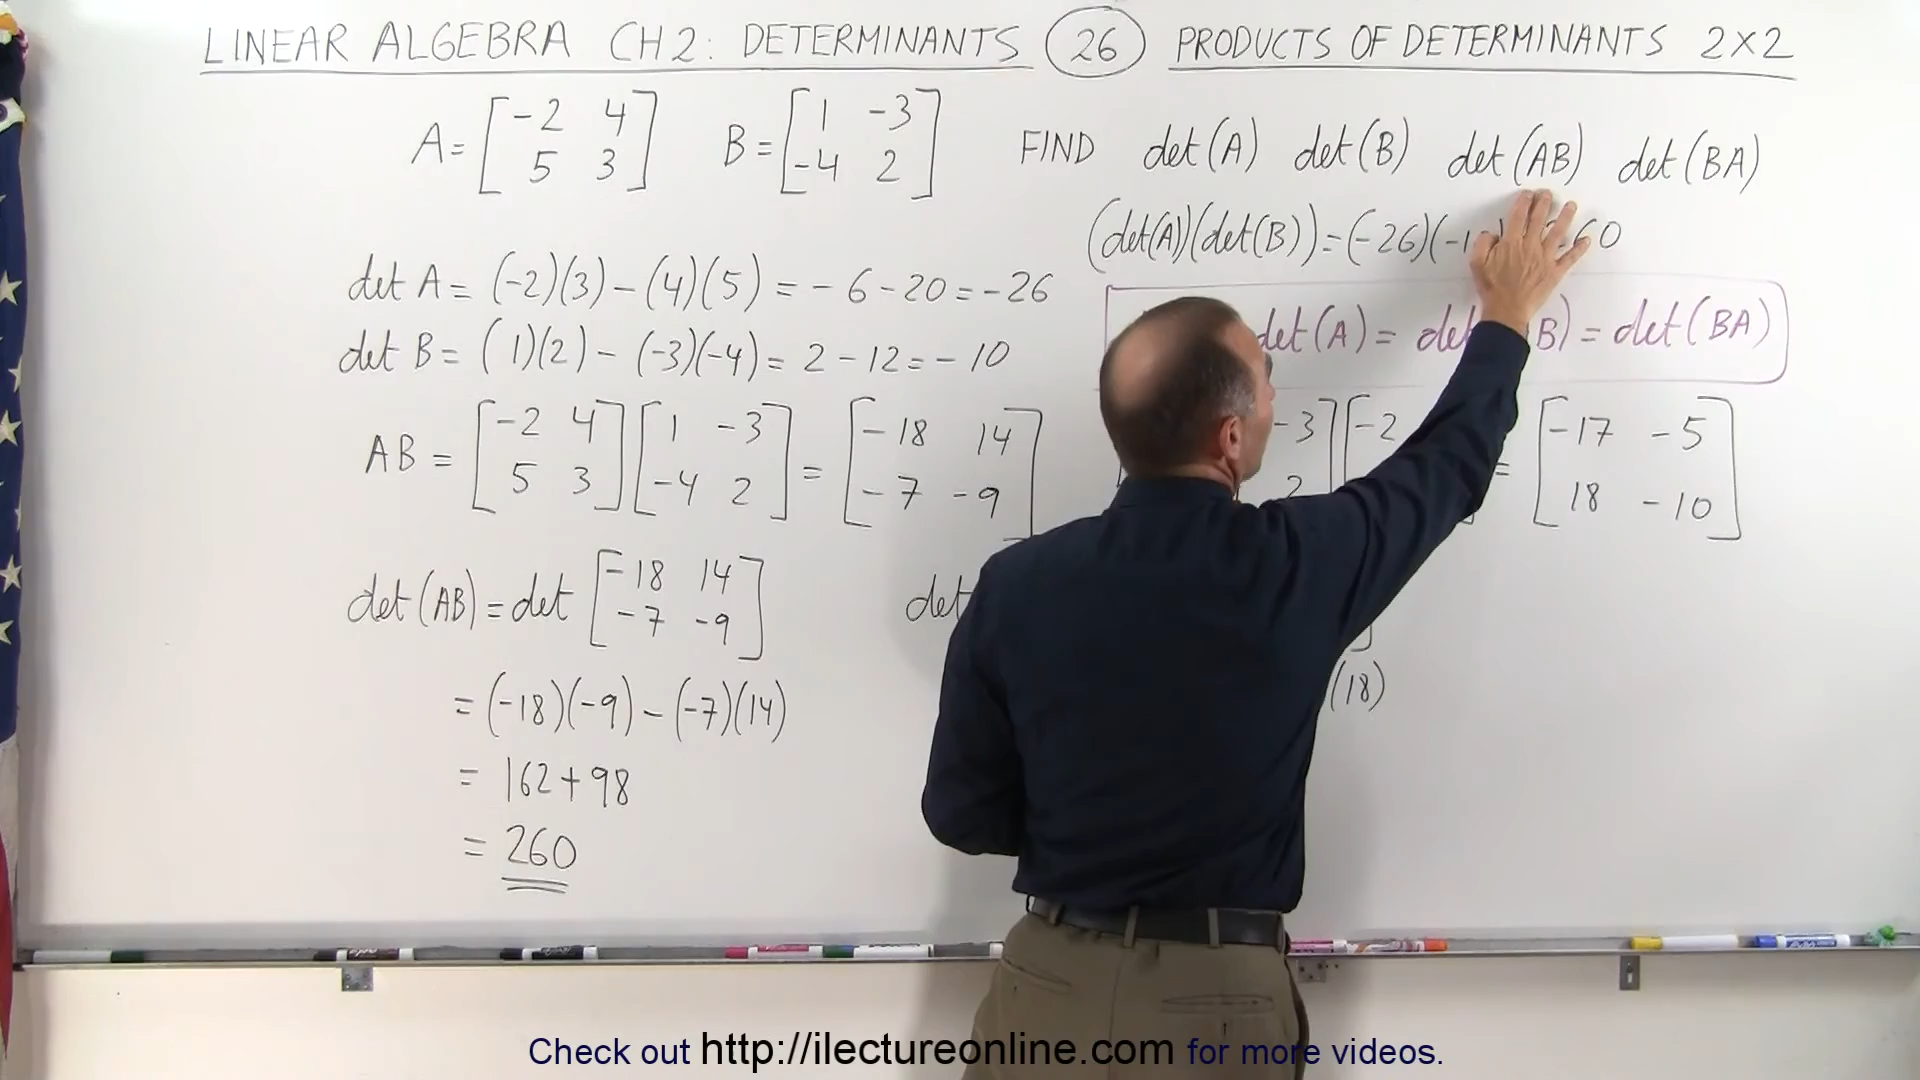 LINEAR ALGEBRA CH2: DETERMINANTS 26 PRODUCTS OF DETERMINANTS 2×2
A = [-2 4; 5 3] B = [1 -3; -4 2] FIND det(A) det(B) det(AB) det(BA)
(det(A))(det(B)) = (-26)(-1 60
det A = (-2)(3) - (4)(5) = -6 - 20 = -26
det(A) = det B) = det(BA)
det B = (1)(2) - (-3)(-4) = 2 - 12 = -10
AB = [-2 4; 5 3][1 -3; -4 2] = [-18 14; -7 -9]
-3 2][-2 = [-17 -5; 18 -10]
det(AB) = det [-18 14; -7 -9]
det
= (-18)(-9) - (-7)(14)
(18)
= 162 + 98
= 260
Check out http://ilectureonline.com for more videos.